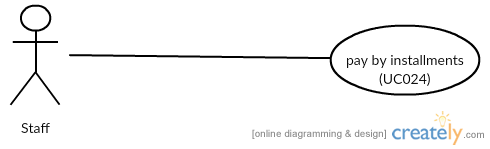 pay by installments
(UC024)
Staff
[online diagramming & design] creately.com